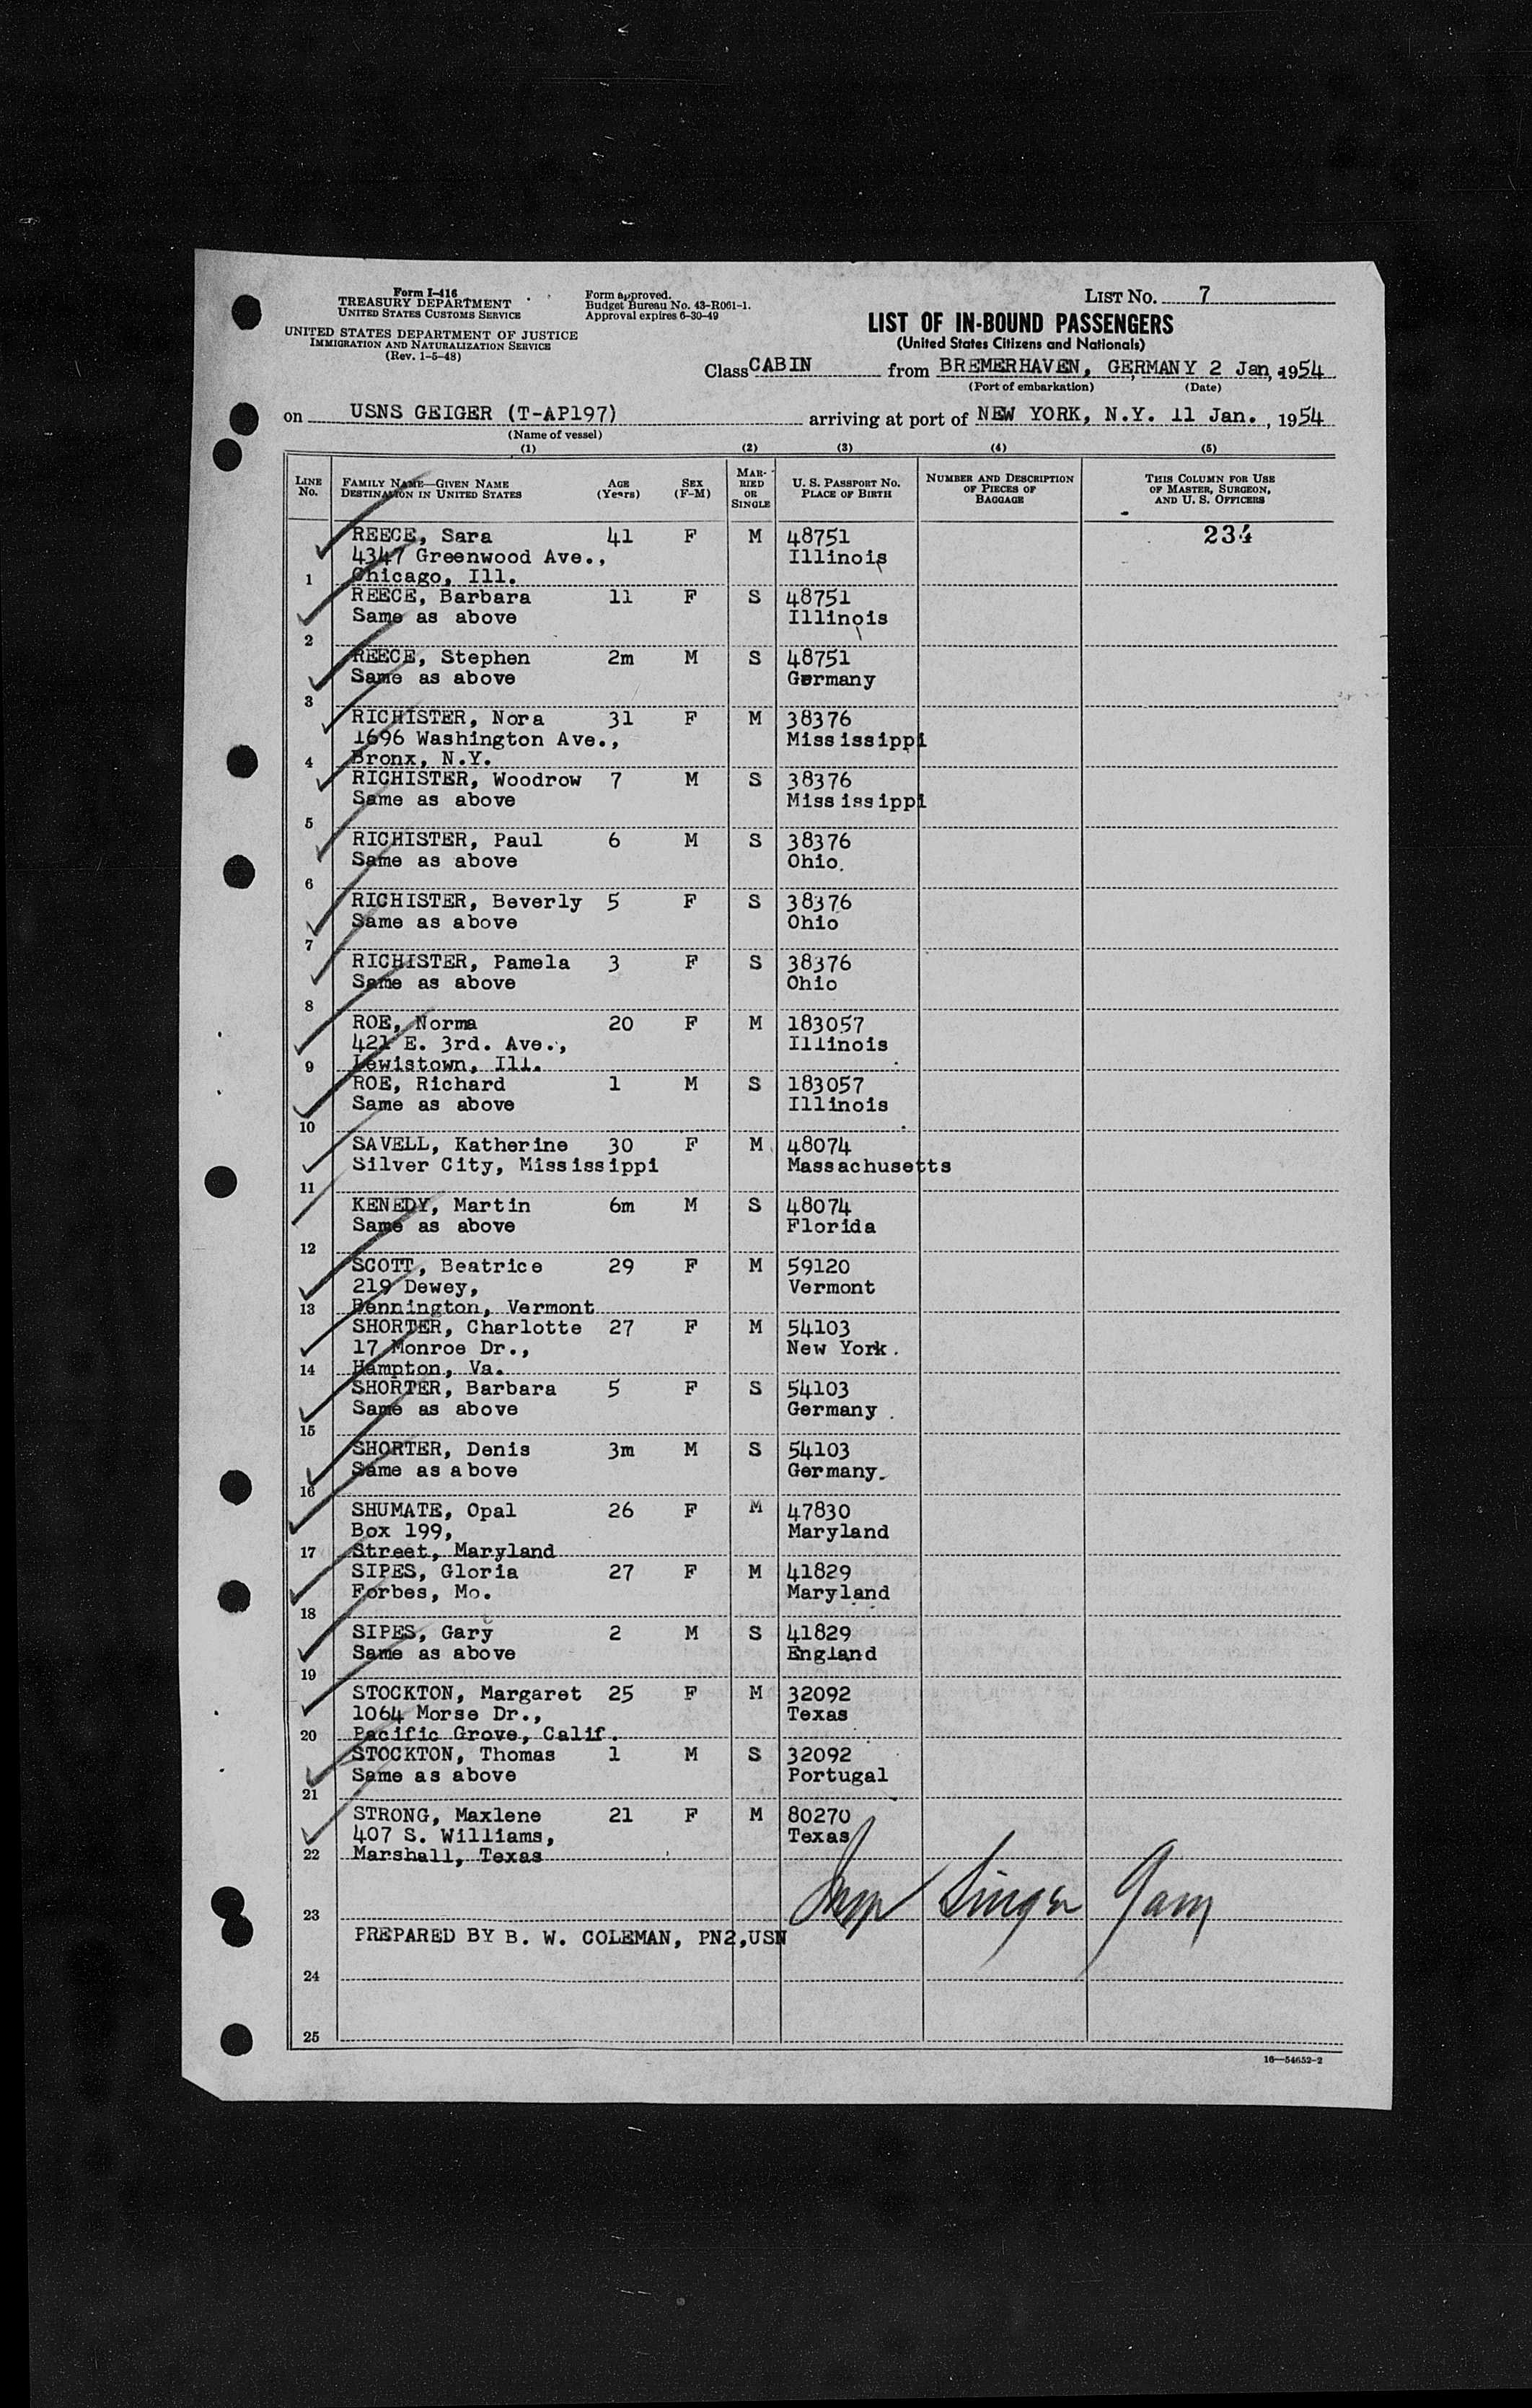 Form I-416
TREASURY DEPARTMENT
UNITED STATES CUSTOMS SERVICE
UNITED STATES DEPARTMENT OF JUSTICE
IMMIGRATION AND NATURALIZATION SERVICE
(Rev. 1-5-48)
Form approved.
Budget Bureau No. 43-R061-1.
Approval expires 6-30-49
LIST NO. 7
LIST OF IN-BOUND PASSENGERS
(United States Citizens and Nationals)
Class CABIN from BREMERHAVEN, GERMANY 2 Jan, 1954
(Port of embarkation) (Date)
on USNS GEIGER (T-AP197) arriving at port of NEW YORK, N.Y. 11 Jan., 1954
(Name of vessel)
(1) (2) (3) (4) (5)
LINE NO. FAMILY NAME—GIVEN NAME DESTINATION IN UNITED STATES AGE (Years) SEX (F-M) MARRIED OR SINGLE U. S. PASSPORT NO. PLACE OF BIRTH NUMBER AND DESCRIPTION OF PIECES OF BAGGAGE THIS COLUMN FOR USE OF MASTER, SURGEON, AND U. S. OFFICERS
REECE, Sara 41 F M 48751 234
4347 Greenwood Ave., Illinois
1 Chicago, Ill.
REECE, Barbara 11 F S 48751
Same as above Illinois
2
REECE, Stephen 2m M S 48751
Same as above Germany
3
RICHISTER, Nora 31 F M 38376
1696 Washington Ave., Mississippi
4 Bronx, N.Y.
RICHISTER, Woodrow 7 M S 38376
Same as above Mississippi
5
RICHISTER, Paul 6 M S 38376
Same as above Ohio.
6
RICHISTER, Beverly 5 F S 38376
Same as above Ohio
7
RICHISTER, Pamela 3 F S 38376
Same as above Ohio
8
ROE, Norma 20 F M 183057
421 E. 3rd. Ave., Illinois
9 Lewistown, Ill.
ROE, Richard 1 M S 183057
Same as above Illinois
10
SAVELL, Katherine 30 F M 48074
Silver City, Mississippi Massachusetts
11
KENEDY, Martin 6m M S 48074
Same as above Florida
12
SCOTT, Beatrice 29 F M 59120
219 Dewey, Vermont
13 Bennington, Vermont
SHORTER, Charlotte 27 F M 54103
17 Monroe Dr., New York.
14 Hampton, Va.
SHORTER, Barbara 5 F S 54103
Same as above Germany.
15
SHORTER, Denis 3m M S 54103
Same as above Germany.
16
SHUMATE, Opal 26 F M 47830
Box 199, Maryland
17 Street, Maryland
SIPES, Gloria 27 F M 41829
Forbes, Mo. Maryland
18
SIPES, Gary 2 M S 41829
Same as above England
19
STOCKTON, Margaret 25 F M 32092
1064 Morse Dr., Texas
20 Pacific Grove, Calif.
STOCKTON, Thomas 1 M S 32092
Same as above Portugal
21
STRONG, Maxlene 21 F M 80270
407 S. Williams, Texas
22 Marshall, Texas
23 Singer
PREPARED BY B. W. COLEMAN, PN2,USN
24
25
16—54652-2